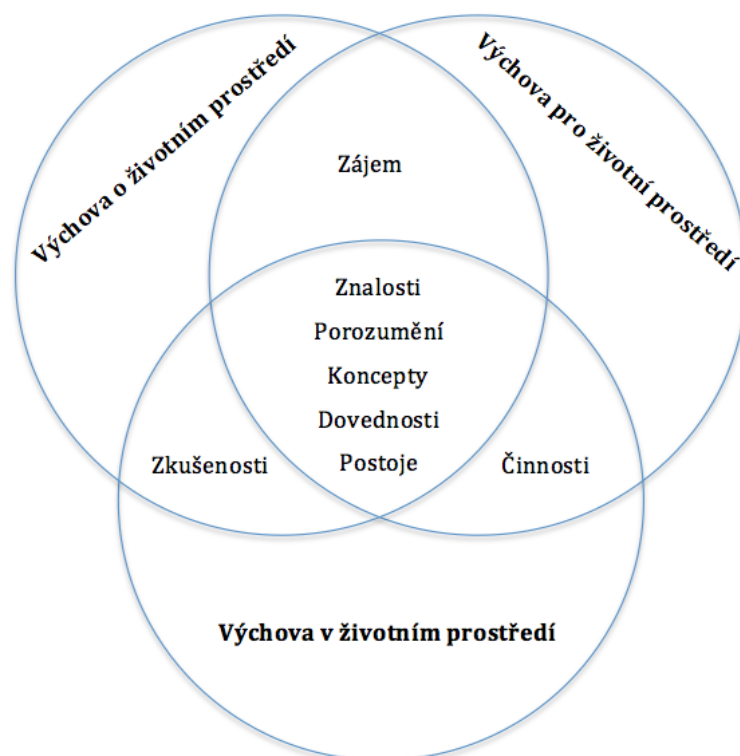 Výchova o životním prostředí
Výchova pro životní prostředí
Zájem
Znalosti
Porozumění
Koncepty
Dovednosti
Zkušenosti
Postoje
Činnosti
Výchova v životním prostředí